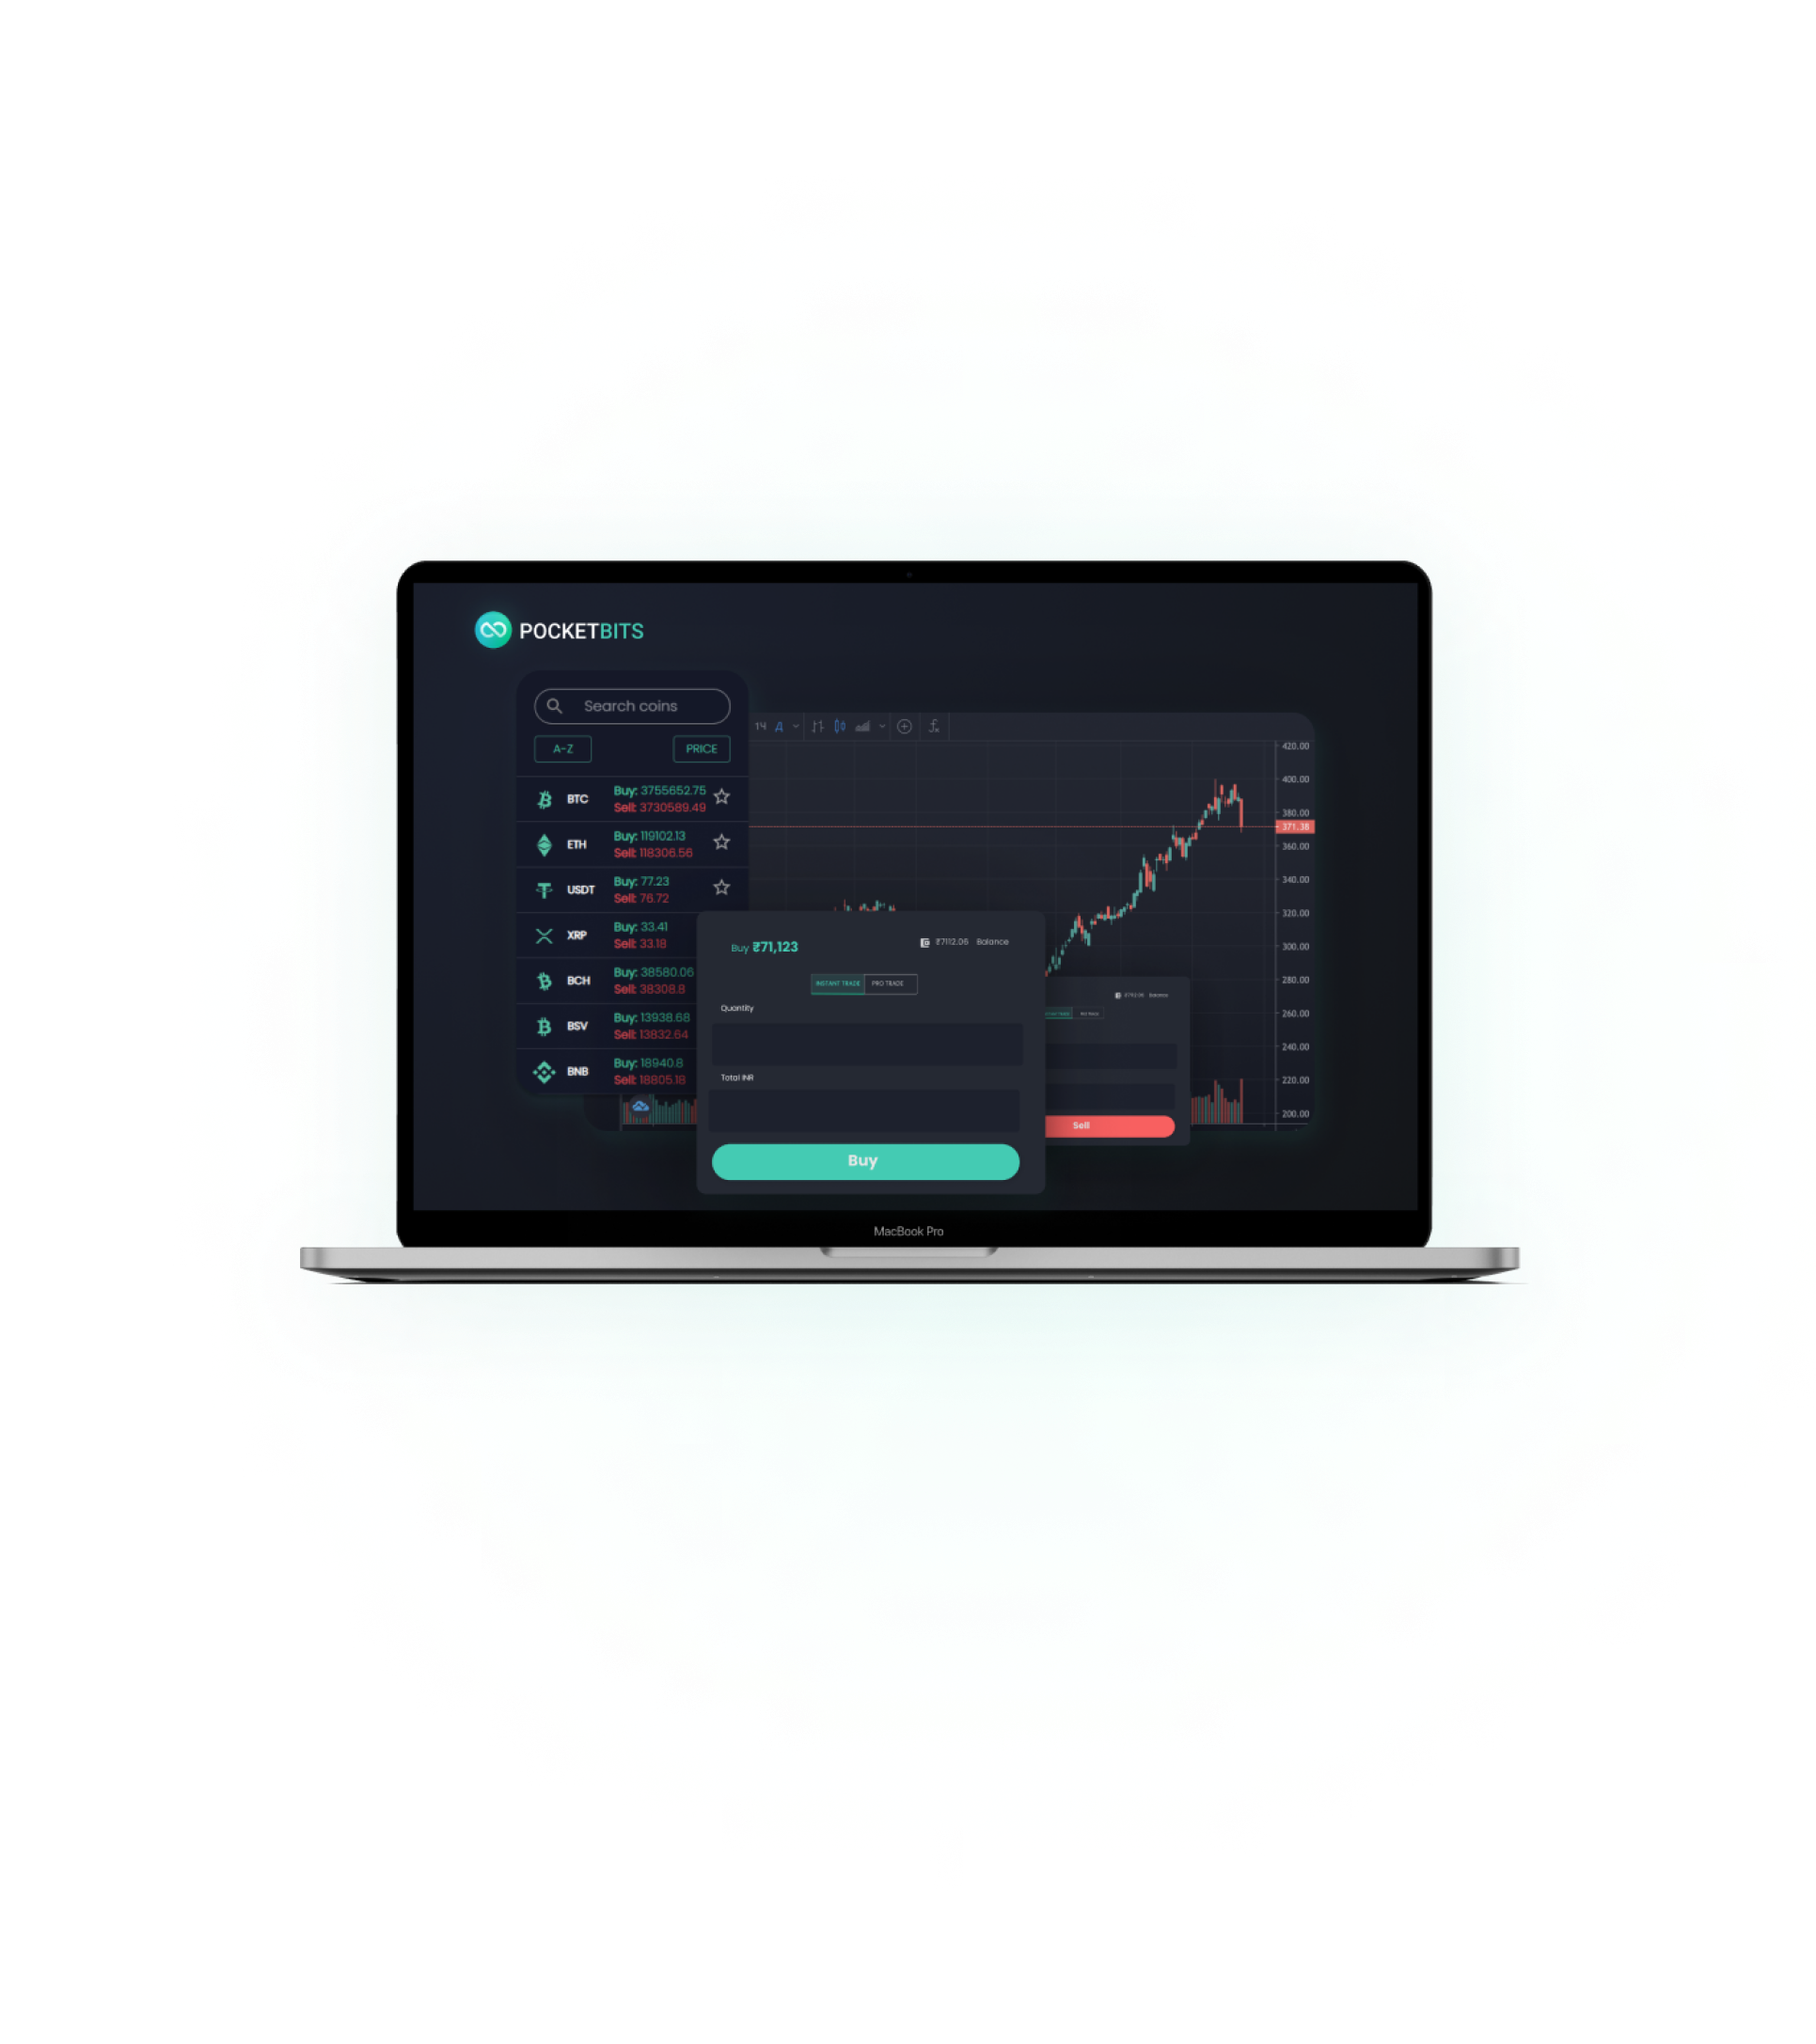 POCKETBITS
Search coins
A-Z PRICE
BTC Buy: 3755652.75
Sell: 3730589.49
ETH Buy: 119102.13
Sell: 118306.56
USDT Buy: 77.23
Sell: 76.72
XRP Buy: 33.41
Sell: 33.18
BCH Buy: 38580.06
Sell: 38308.8
BSV Buy: 13938.68
Sell: 13832.64
BNB Buy: 18940.8
Sell: 18805.18
420.00
400.00
380.00
371.38
360.00
340.00
320.00
300.00
280.00
260.00
240.00
220.00
200.00
Buy ₹71,123 ₹7112.06 Balance
INSTANT TRADE PRO TRADE
Quontity
Total INR
Buy
Balance
PRO TRADE
Sell
MacBook Pro